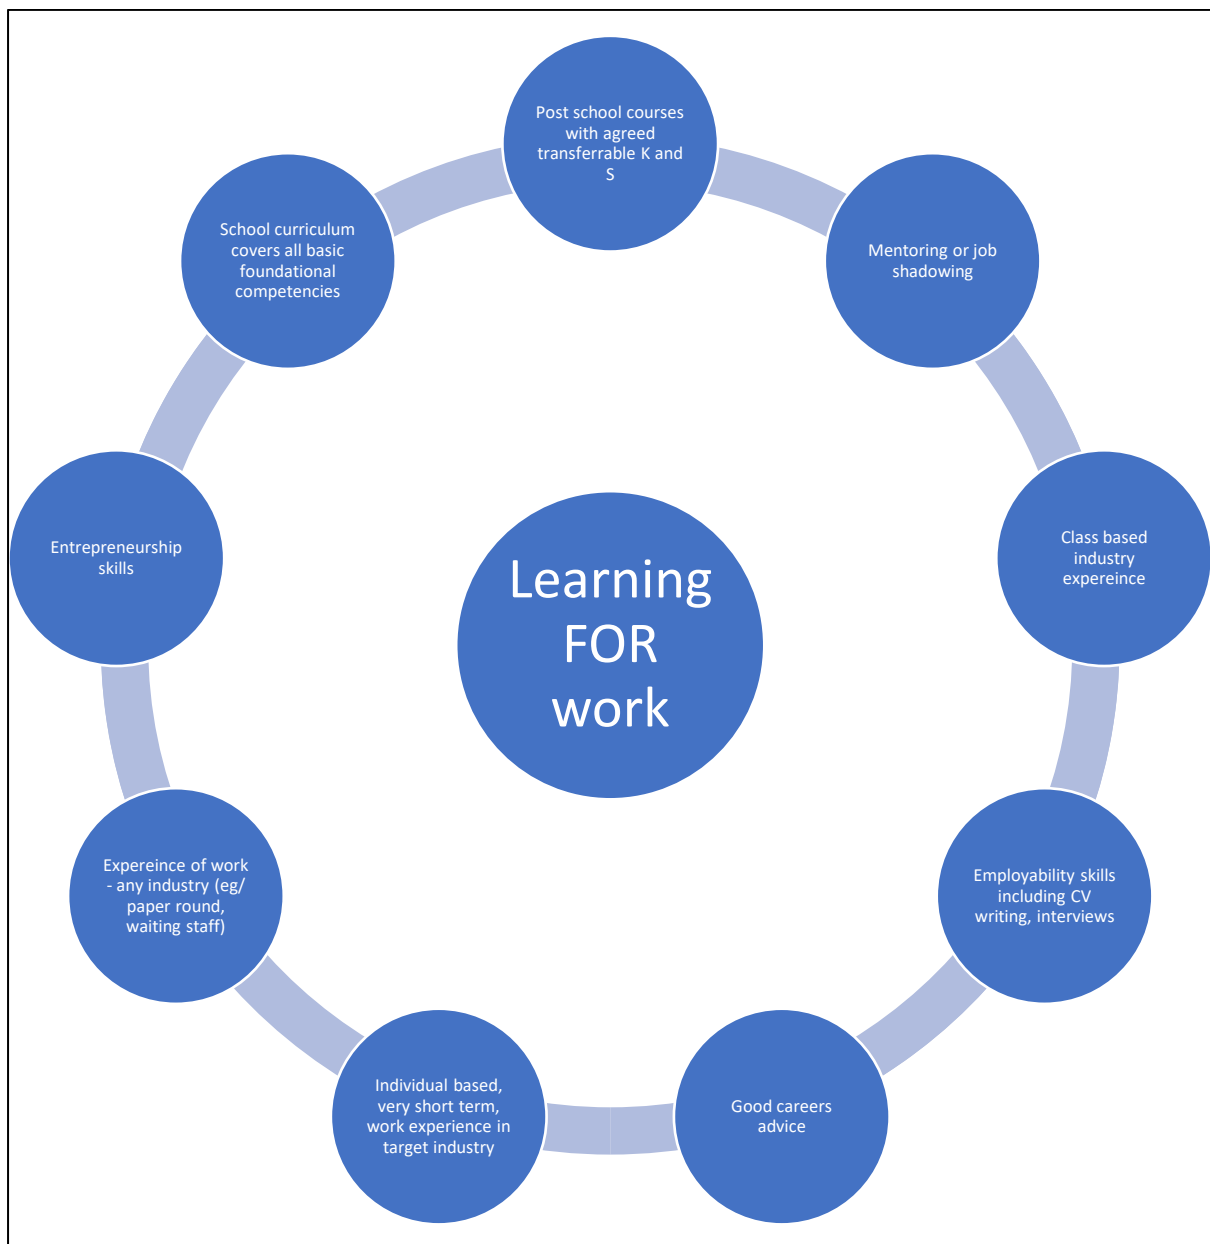 Post school courses
with agreed
transferrable K and
S
Mentoring or job
shadowing
Class based
industry
expereince
Employability skills
including CV
writing, interviews
Good careers
advice
Individual based,
very short term,
work experience in
target industry
Expereince of work
- any industry (eg/
paper round,
waiting staff)
Entrepreneurship
skills
School curriculum
covers all basic
foundational
competencies
Learning
FOR
work